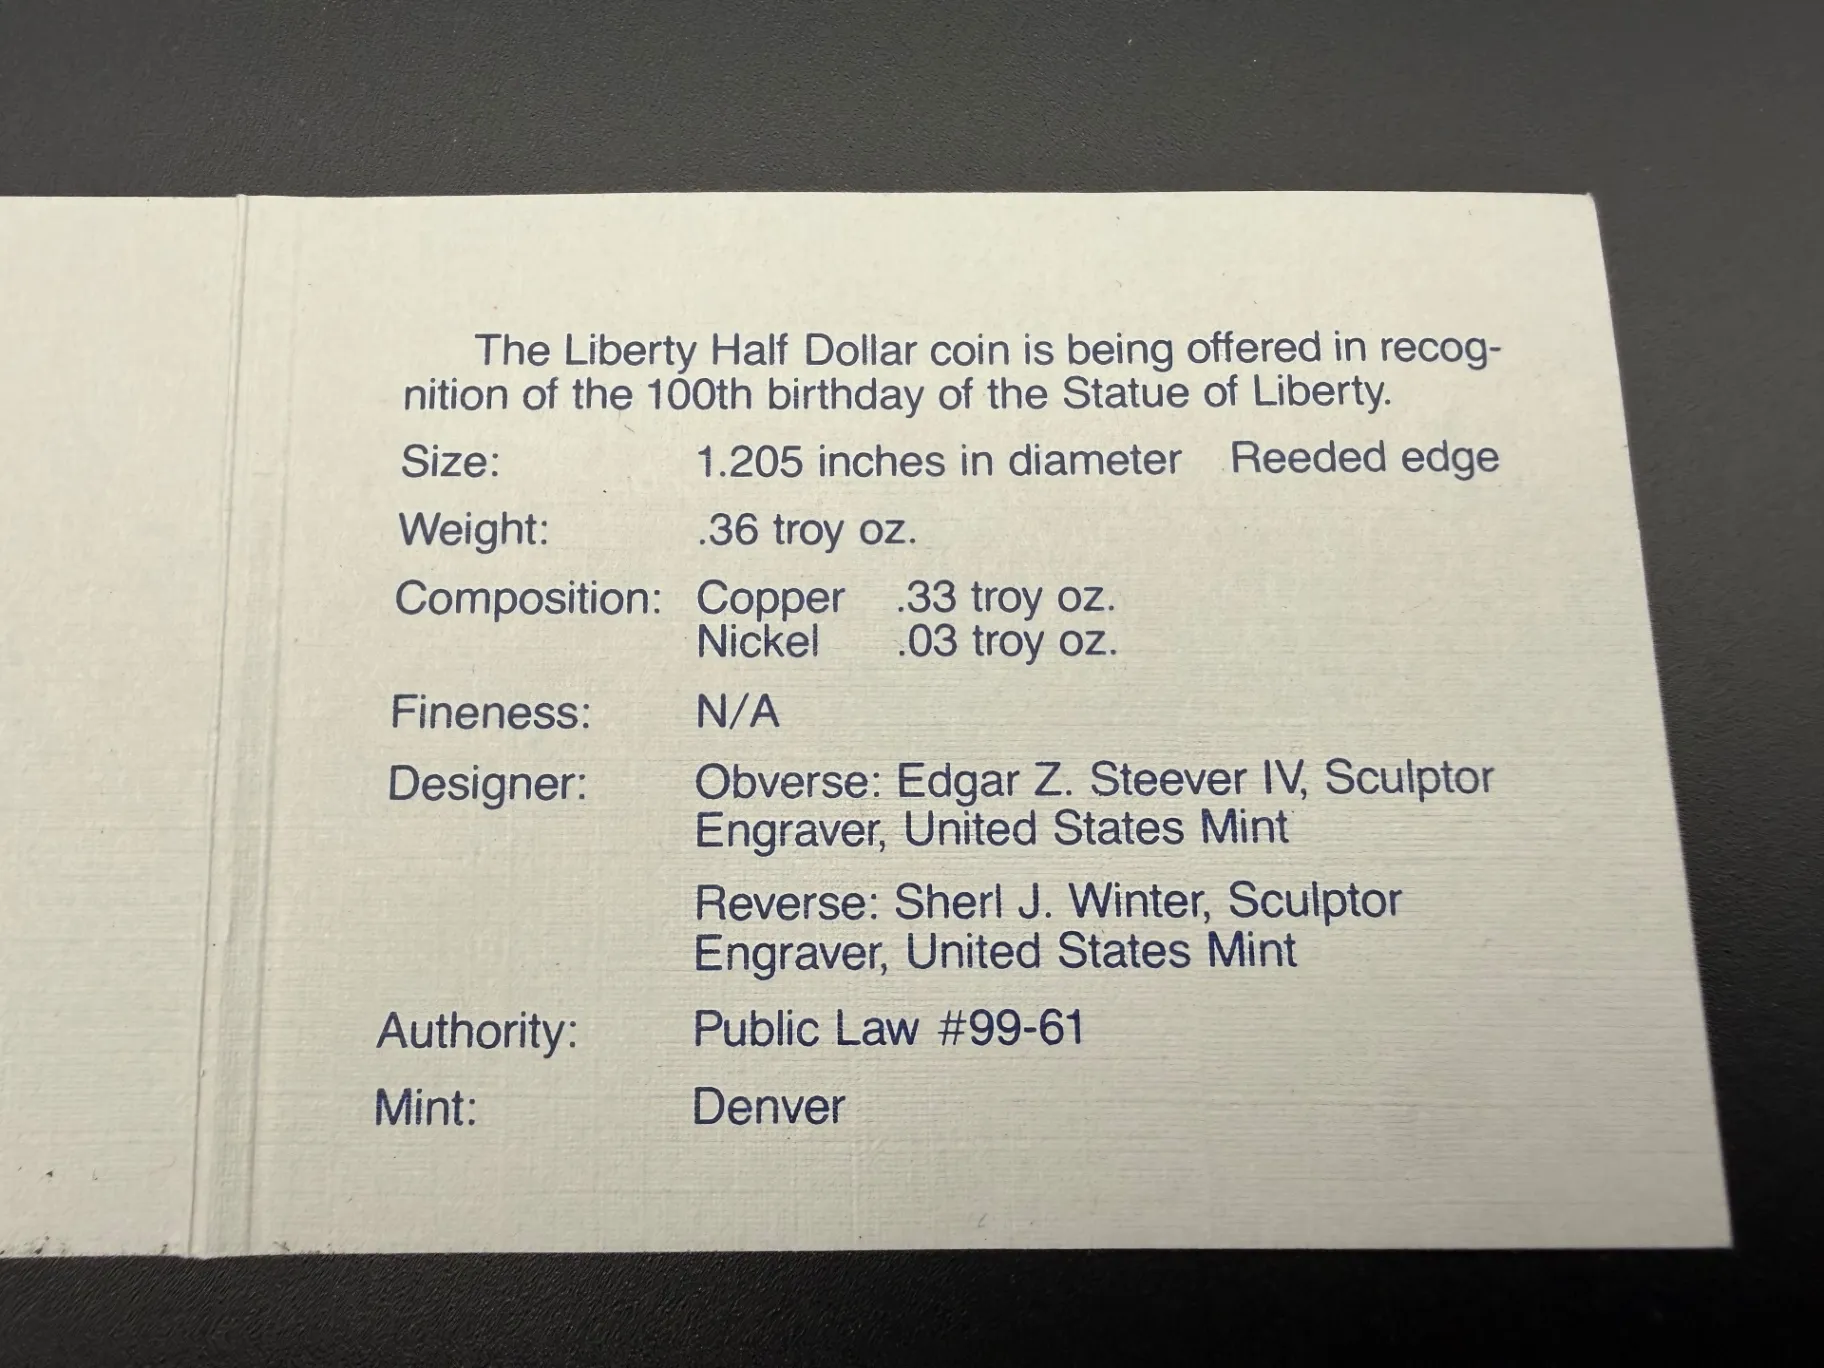 The Liberty Half Dollar coin is being offered in recog-
nition of the 100th birthday of the Statue of Liberty.
Size: 1.205 inches in diameter Reeded edge
Weight: .36 troy oz.
Composition: Copper .33 troy oz.
Nickel .03 troy oz.
Fineness: N/A
Designer: Obverse: Edgar Z. Steever IV, Sculptor
Engraver, United States Mint
Reverse: Sherl J. Winter, Sculptor
Engraver, United States Mint
Authority: Public Law #99-61
Mint: Denver